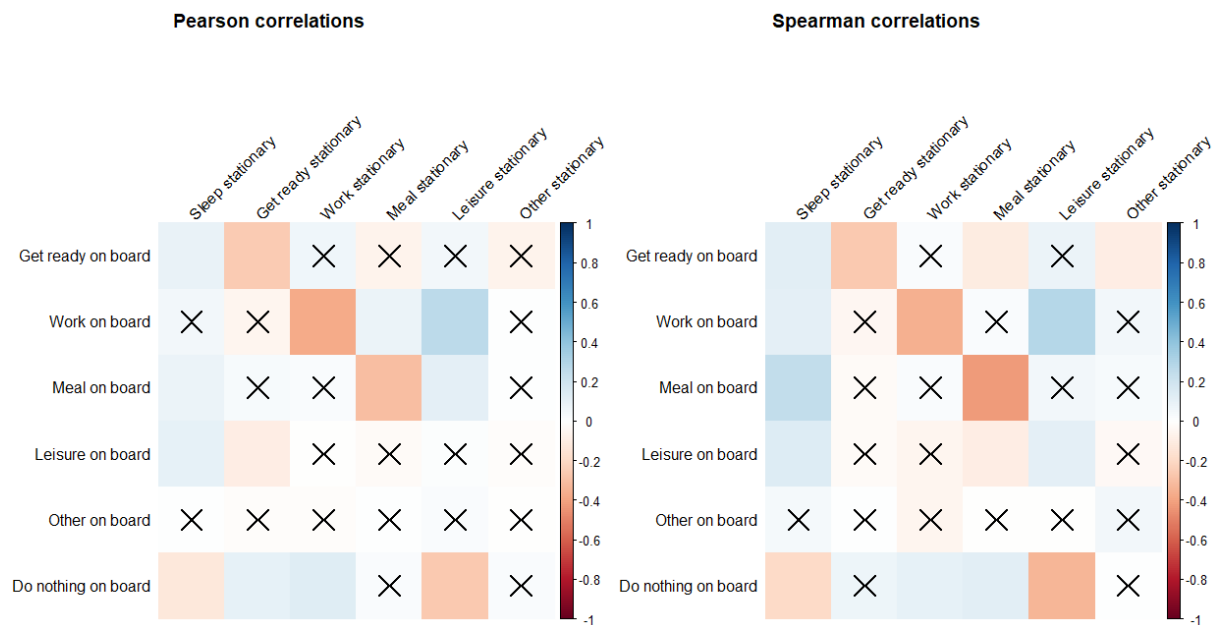 Pearson correlations
Sleep stationary
Get ready stationary
Work stationary
Meal stationary
Leisure stationary
Other stationary
Get ready on board
Work on board
Meal on board
Leisure on board
Other on board
Do nothing on board
1
0.8
0.6
0.4
0.2
0
-0.2
-0.4
-0.6
-0.8
-1
Spearman correlations
Sleep stationary
Get ready stationary
Work stationary
Meal stationary
Leisure stationary
Other stationary
Get ready on board
Work on board
Meal on board
Leisure on board
Other on board
Do nothing on board
1
0.8
0.6
0.4
0.2
0
-0.2
-0.4
-0.6
-0.8
-1